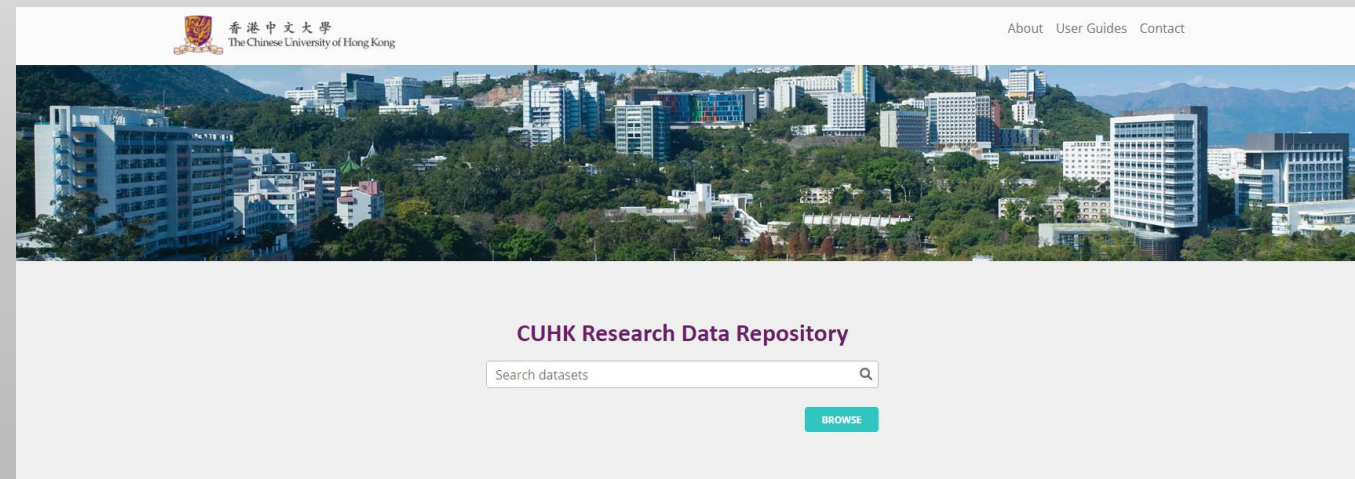 香港中文大學
The Chinese University of Hong Kong
About User Guides Contact
CUHK Research Data Repository
Search datasets
BROWSE